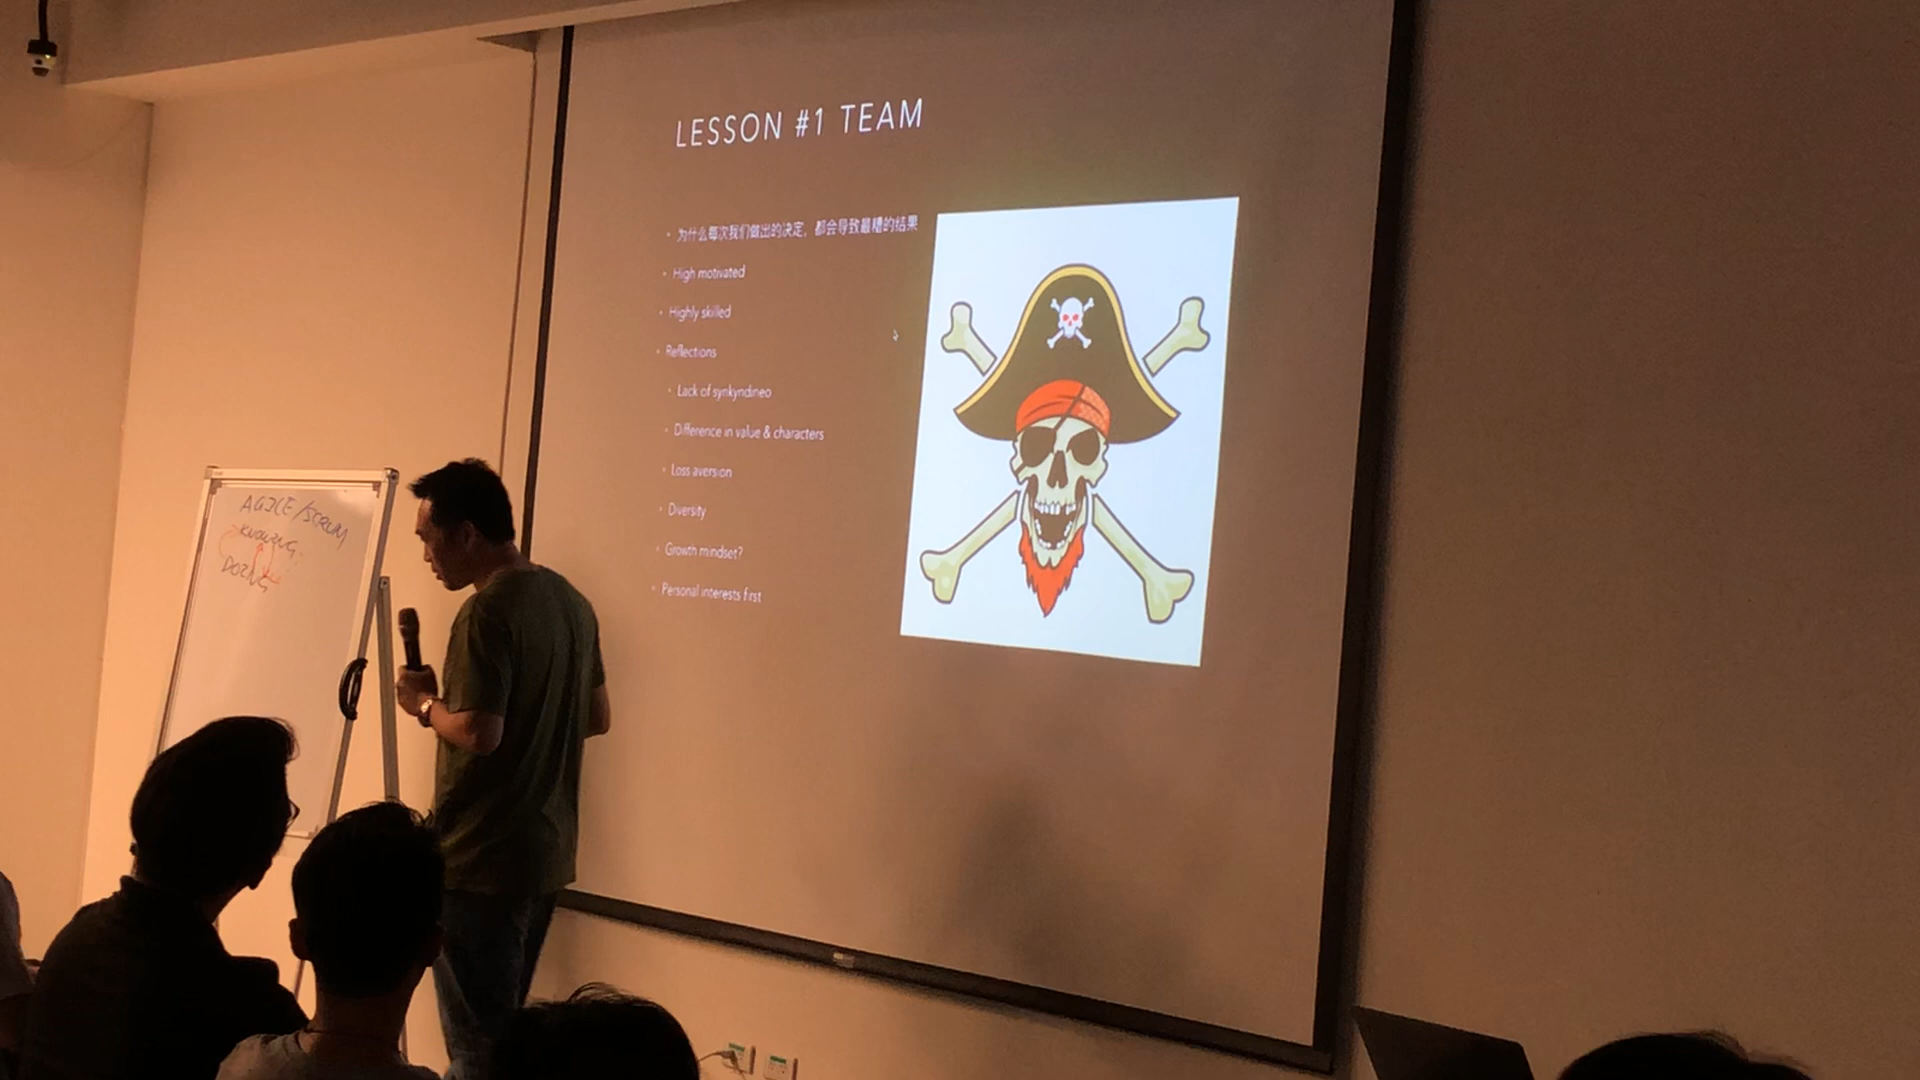 LESSON #1 TEAM
为什么每次我们做出的决定，都会导致最糟的结果
High motivated
Highly skilled
Reflections
Lack of synkyndineo
Difference in value & characters
Loss aversion
Diversity
Growth mindset?
Personal interests first
AGILE/SCRUM
KNOWING
DOING